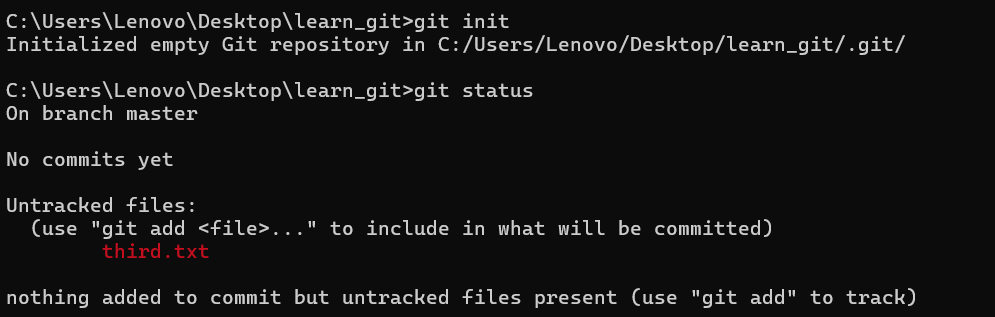 C:\Users\Lenovo\Desktop\learn_git>git init
Initialized empty Git repository in C:/Users/Lenovo/Desktop/learn_git/.git/
C:\Users\Lenovo\Desktop\learn_git>git status
On branch master
No commits yet
Untracked files:
(use "git add <file>..." to include in what will be committed)
third.txt
nothing added to commit but untracked files present (use "git add" to track)